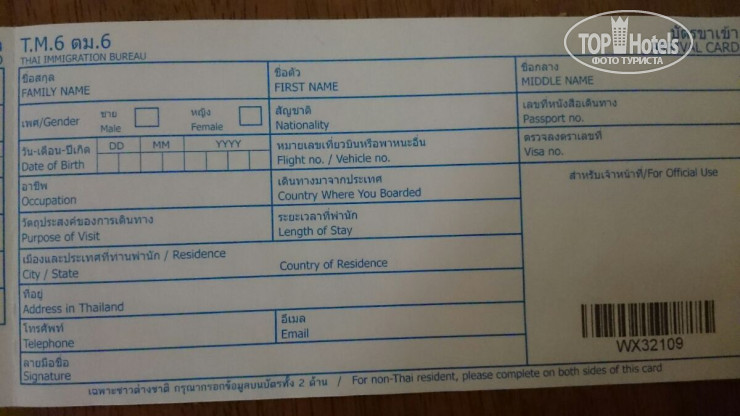 T.M.6 ตม.6
THAI IMMIGRATION BUREAU
TOP Hotels
ФОТО ТУРИСТА
บัตรขาเข้า
VAL CARD
ชื่อสกุล
FAMILY NAME
ชื่อตัว
FIRST NAME
ชื่อกลาง
MIDDLE NAME
เพศ/Gender
ชาย
Male
หญิง
Female
สัญชาติ
Nationality
เลขที่หนังสือเดินทาง
Passport no.
วัน-เดือน-ปีเกิด
Date of Birth
DD MM YYYY
หมายเลขเที่ยวบินหรือพาหนะอื่น
Flight no. / Vehicle no.
ตรวจลงตราเลขที่
Visa no.
อาชีพ
Occupation
เดินทางมาจากประเทศ
Country Where You Boarded
สำหรับเจ้าหน้าที่/For Official Use
วัตถุประสงค์ของการเดินทาง
Purpose of Visit
ระยะเวลาที่พำนัก
Length of Stay
เมืองและประเทศที่ท่านพำนัก / Residence
City / State
Country of Residence
ที่อยู่
Address in Thailand
โทรศัพท์
Telephone
อีเมล
Email
ลายมือชื่อ
Signature
WX32109
เฉพาะชาวต่างชาติ กรุณากรอกข้อมูลบนบัตรทั้ง 2 ด้าน / For non-Thai resident, please complete on both sides of this card